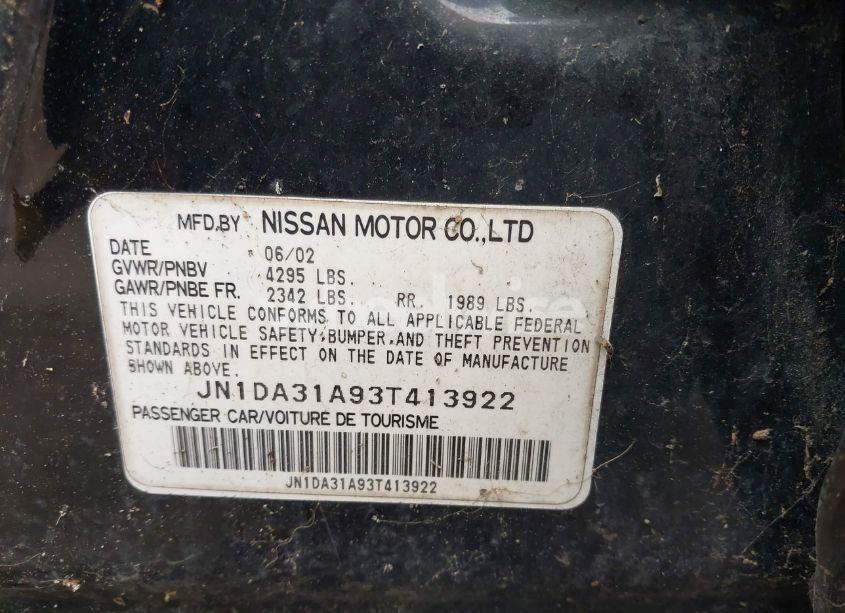 MFD.BY NISSAN MOTOR CO.,LTD
DATE 06/02
GVWR/PNBV 4295 LBS.
GAWR/PNBE FR. 2342 LBS. RR. 1989 LBS.
THIS VEHICLE CONFORMS TO ALL APPLICABLE FEDERAL
MOTOR VEHICLE SAFETY,BUMPER,AND THEFT PREVENTION
STANDARDS IN EFFECT ON THE DATE OF MANUFACTURE
SHOWN ABOVE.
JN1DA31A93T413922
PASSENGER CAR/VOITURE DE TOURISME
JN1DA31A93T413922